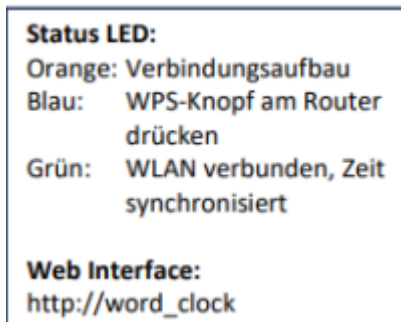 Status LED:
Orange: Verbindungsaufbau
Blau: WPS-Knopf am Router
drücken
Grün: WLAN verbunden, Zeit
synchronisiert
Web Interface:
http://word_clock